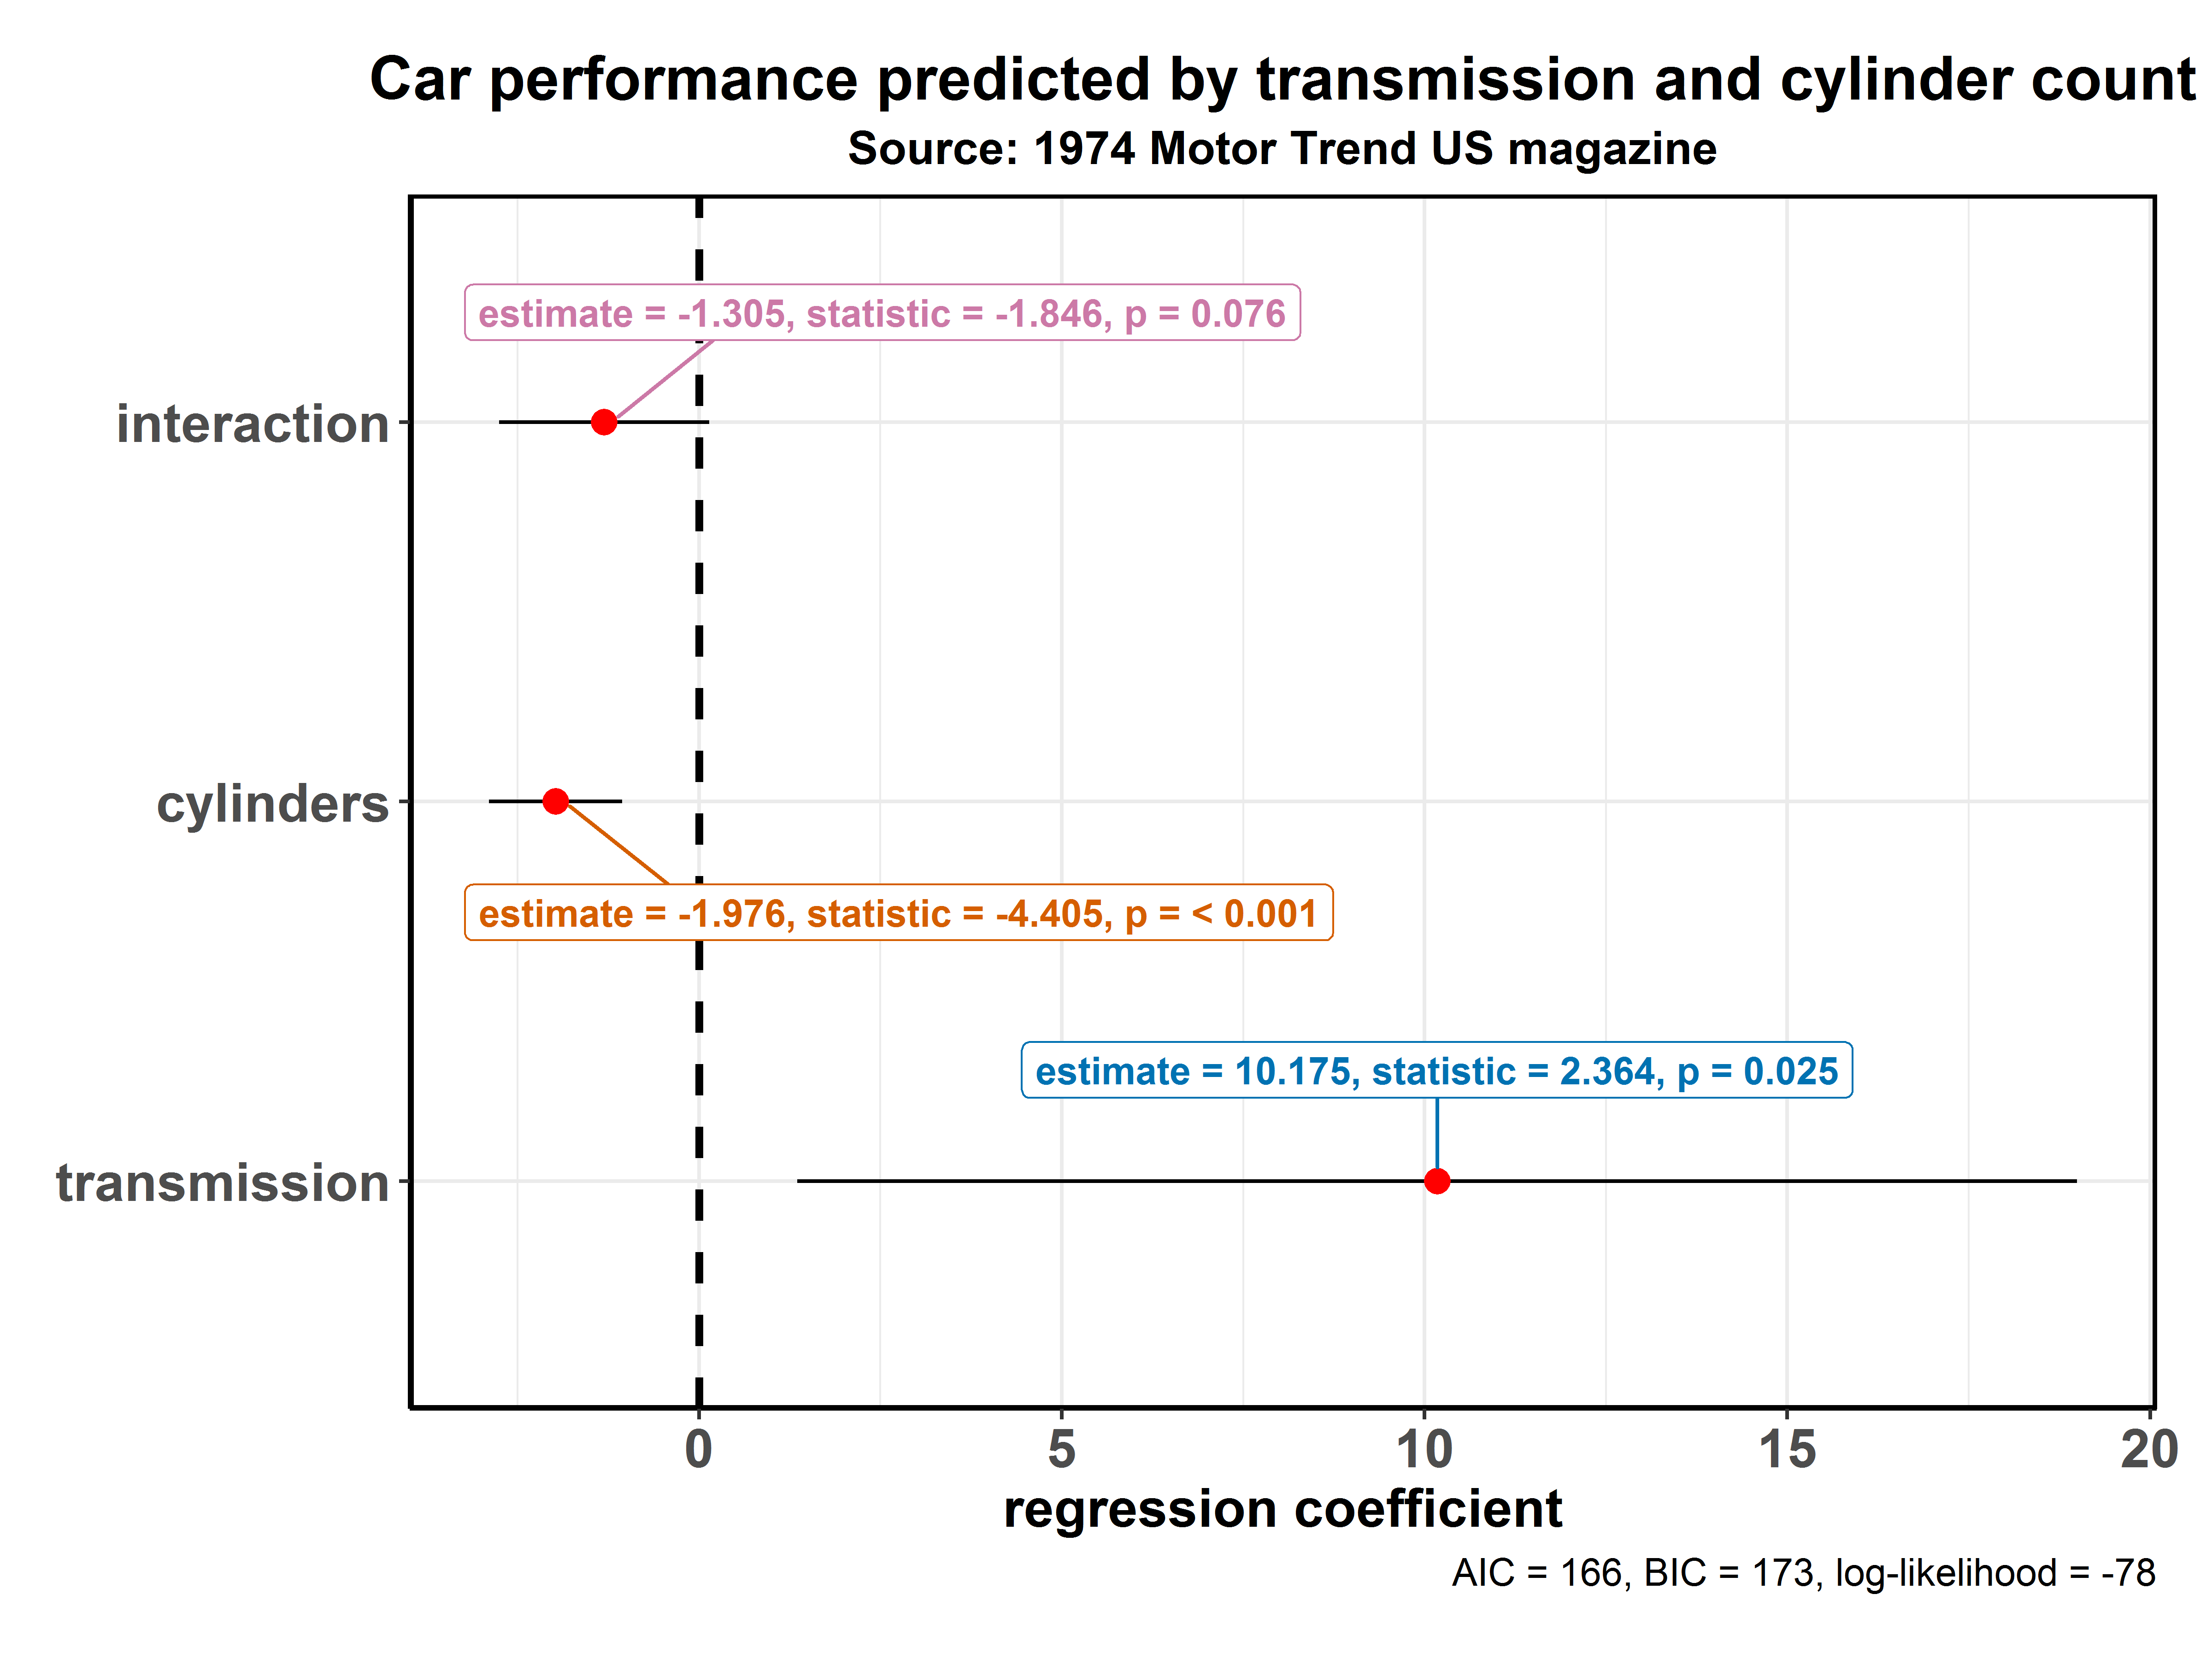 Car performance predicted by transmission and cylinder count
Source: 1974 Motor Trend US magazine
estimate = -1.305, statistic = -1.846, p = 0.076
interaction
cylinders
estimate = -1.976, statistic = -4.405, p = < 0.001
estimate = 10.175, statistic = 2.364, p = 0.025
transmission
0 5 10 15 20
regression coefficient
AIC = 166, BIC = 173, log-likelihood = -78